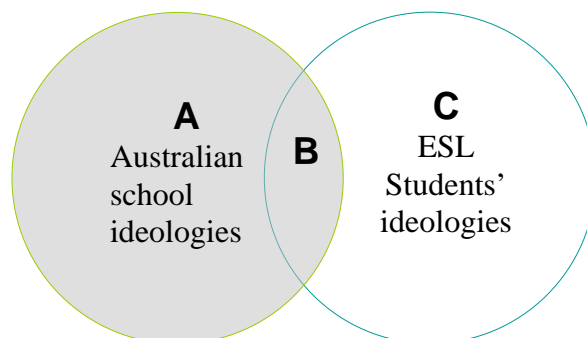 A
Australian
school
ideologies
B
C
ESL
Students’
ideologies